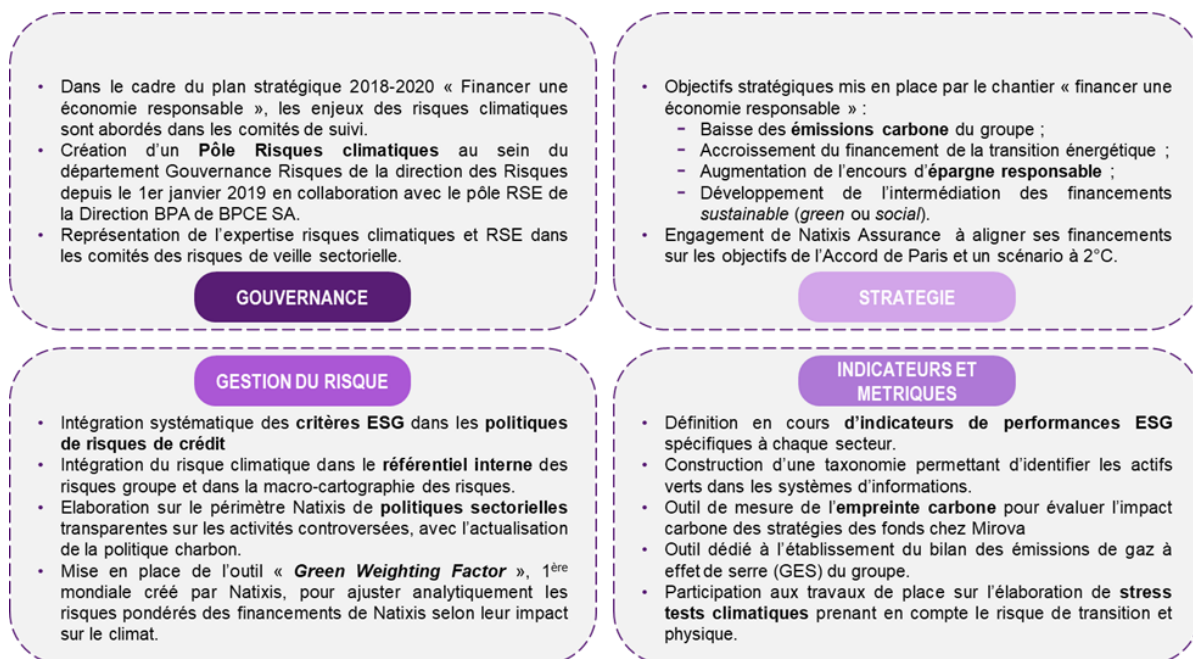 • Dans le cadre du plan stratégique 2018-2020 « Financer une
économie responsable », les enjeux des risques climatiques
sont abordés dans les comités de suivi.
• Création d'un Pôle Risques climatiques au sein du
département Gouvernance Risques de la direction des Risques
depuis le 1er janvier 2019 en collaboration avec le pôle RSE de
la Direction BPA de BPCE SA.
• Représentation de l'expertise risques climatiques et RSE dans
les comités des risques de veille sectorielle.
GOUVERNANCE
• Objectifs stratégiques mis en place par le chantier « financer une
économie responsable » :
- Baisse des émissions carbone du groupe ;
- Accroissement du financement de la transition énergétique ;
- Augmentation de l'encours d'épargne responsable ;
- Développement de l'intermédiation des financements
sustainable (green ou social).
• Engagement de Natixis Assurance à aligner ses financements
sur les objectifs de l'Accord de Paris et un scénario à 2°C.
STRATEGIE
GESTION DU RISQUE
• Intégration systématique des critères ESG dans les politiques
de risques de crédit
• Intégration du risque climatique dans le référentiel interne des
risques groupe et dans la macro-cartographie des risques.
• Elaboration sur le périmètre Natixis de politiques sectorielles
transparentes sur les activités controversées, avec l'actualisation
de la politique charbon.
• Mise en place de l'outil « Green Weighting Factor », 1ère
mondiale créé par Natixis, pour ajuster analytiquement les
risques pondérés des financements de Natixis selon leur impact
sur le climat.
INDICATEURS ET
METRIQUES
• Définition en cours d'indicateurs de performances ESG
spécifiques à chaque secteur.
• Construction d'une taxonomie permettant d'identifier les actifs
verts dans les systèmes d'informations.
• Outil de mesure de l'empreinte carbone pour évaluer l'impact
carbone des stratégies des fonds chez Mirova
• Outil dédié à l'établissement du bilan des émissions de gaz à
effet de serre (GES) du groupe.
• Participation aux travaux de place sur l'élaboration de stress
tests climatiques prenant en compte le risque de transition et
physique.